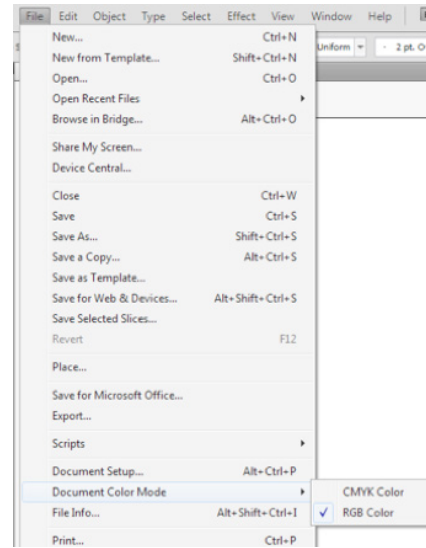 File Edit Object Type Select Effect View Window Help
New... Ctrl+N
Uniform 2 pt.
New from Template... Shift+Ctrl+N
Open... Ctrl+O
Open Recent Files
Browse in Bridge... Alt+Ctrl+O
Share My Screen...
Device Central...
Close Ctrl+W
Save Ctrl+S
Save As... Shift+Ctrl+S
Save a Copy... Alt+Ctrl+S
Save as Template...
Save for Web & Devices... Alt+Shift+Ctrl+S
Save Selected Slices...
Revert F12
Place...
Save for Microsoft Office...
Export...
Scripts
Document Setup... Alt+Ctrl+P
Document Color Mode
CMYK Color
File Info... Alt+Shift+Ctrl+I
RGB Color
Print... Ctrl+P